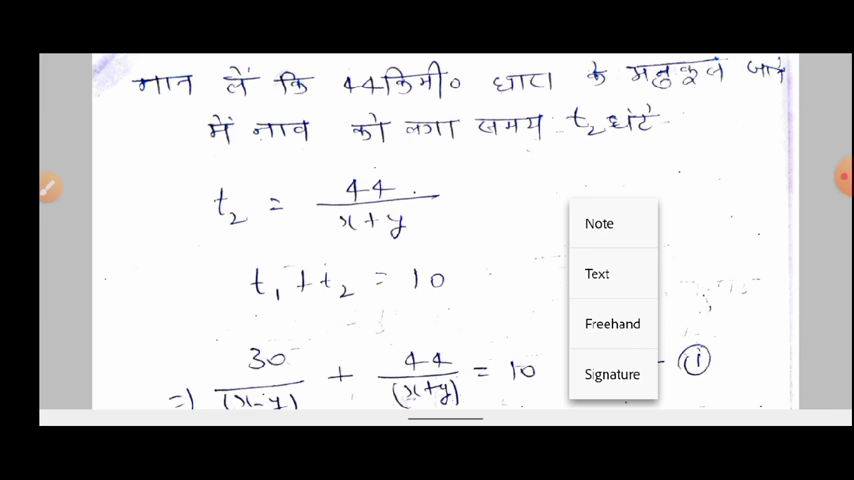 मान लें कि 44किमी० धारा के अनुकूल जाने
में नाव को लगा समय t₂ घंटे
t₂ = 44 / x+y
Note
Text
t₁ + t₂ = 10
Freehand
⇒ 30 / (x-y) + 44 / (x+y) = 10 - (i)
Signature